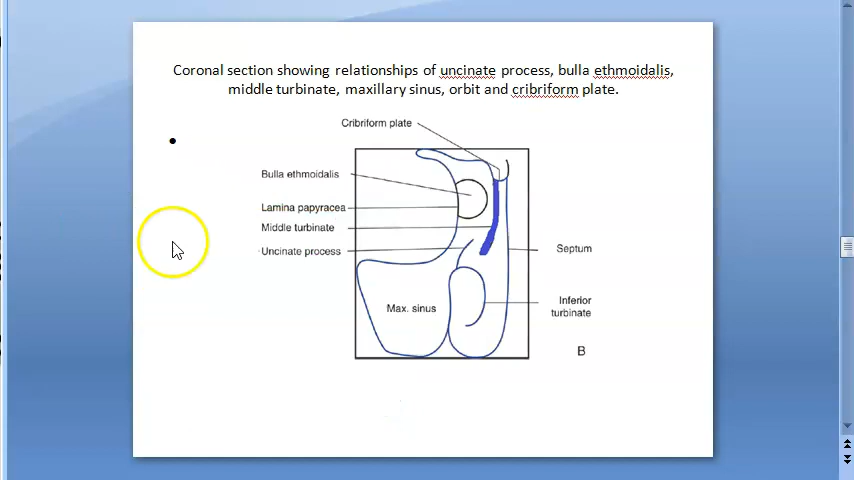 Coronal section showing relationships of uncinate process, bulla ethmoidalis,
middle turbinate, maxillary sinus, orbit and cribriform plate.
Cribriform plate
Bulla ethmoidalis
Lamina papyracea
Middle turbinate
Uncinate process
Septum
Max. sinus
Inferior
turbinate
B